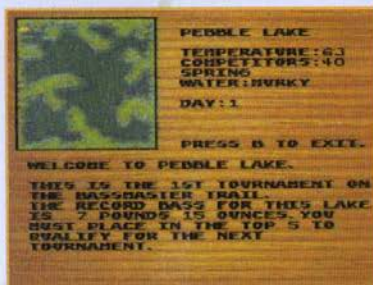 PEBBLE LAKE
TEMPERATURE:63
COMPETITORS:40
SPRING
WATER:MURKY
DAY:1
PRESS B TO EXIT.
WELCOME TO PEBBLE LAKE.
THIS IS THE 1ST TOURNAMENT ON
THE BASSMASTER TRAIL.
THE RECORD BASS FOR THIS LAKE
IS 7 POUNDS 15 OUNCES. YOU
MUST PLACE IN THE TOP 5 TO
QUALIFY FOR THE NEXT
TOURNAMENT.